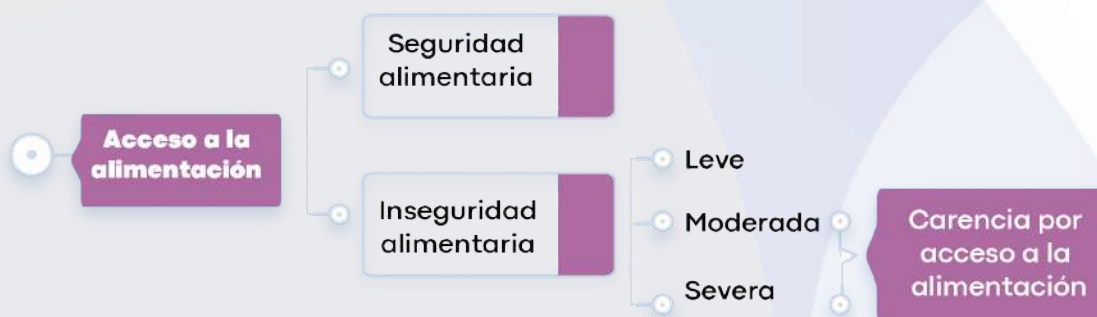 Acceso a la
alimentación
Seguridad
alimentaria
Inseguridad
alimentaria
Leve
Moderada
Severa
Carencia por
acceso a la
alimentación